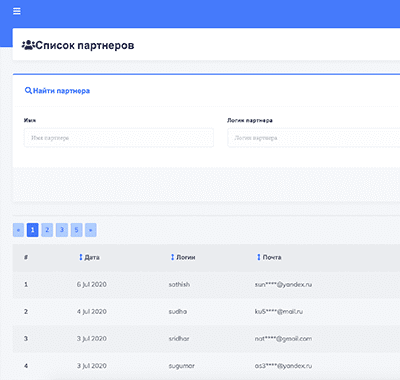 Список партнеров
Найти партнера
Имя Логин партнера
Имя партнера Логин партнера
« 1 2 3 5 »
# Дата Логин Почта
1 6 Jul 2020 sathish sun****@yandex.ru
2 4 Jul 2020 sudha ku5****@mail.ru
3 3 Jul 2020 sridhar nat****@gmail.com
4 3 Jul 2020 sugumar as3****@yandex.ru